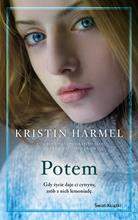 KRISTIN HARMEL
Potem
Gdy życie daje ci cytryny,
zrób z nich lemoniadę.
Świat Książki